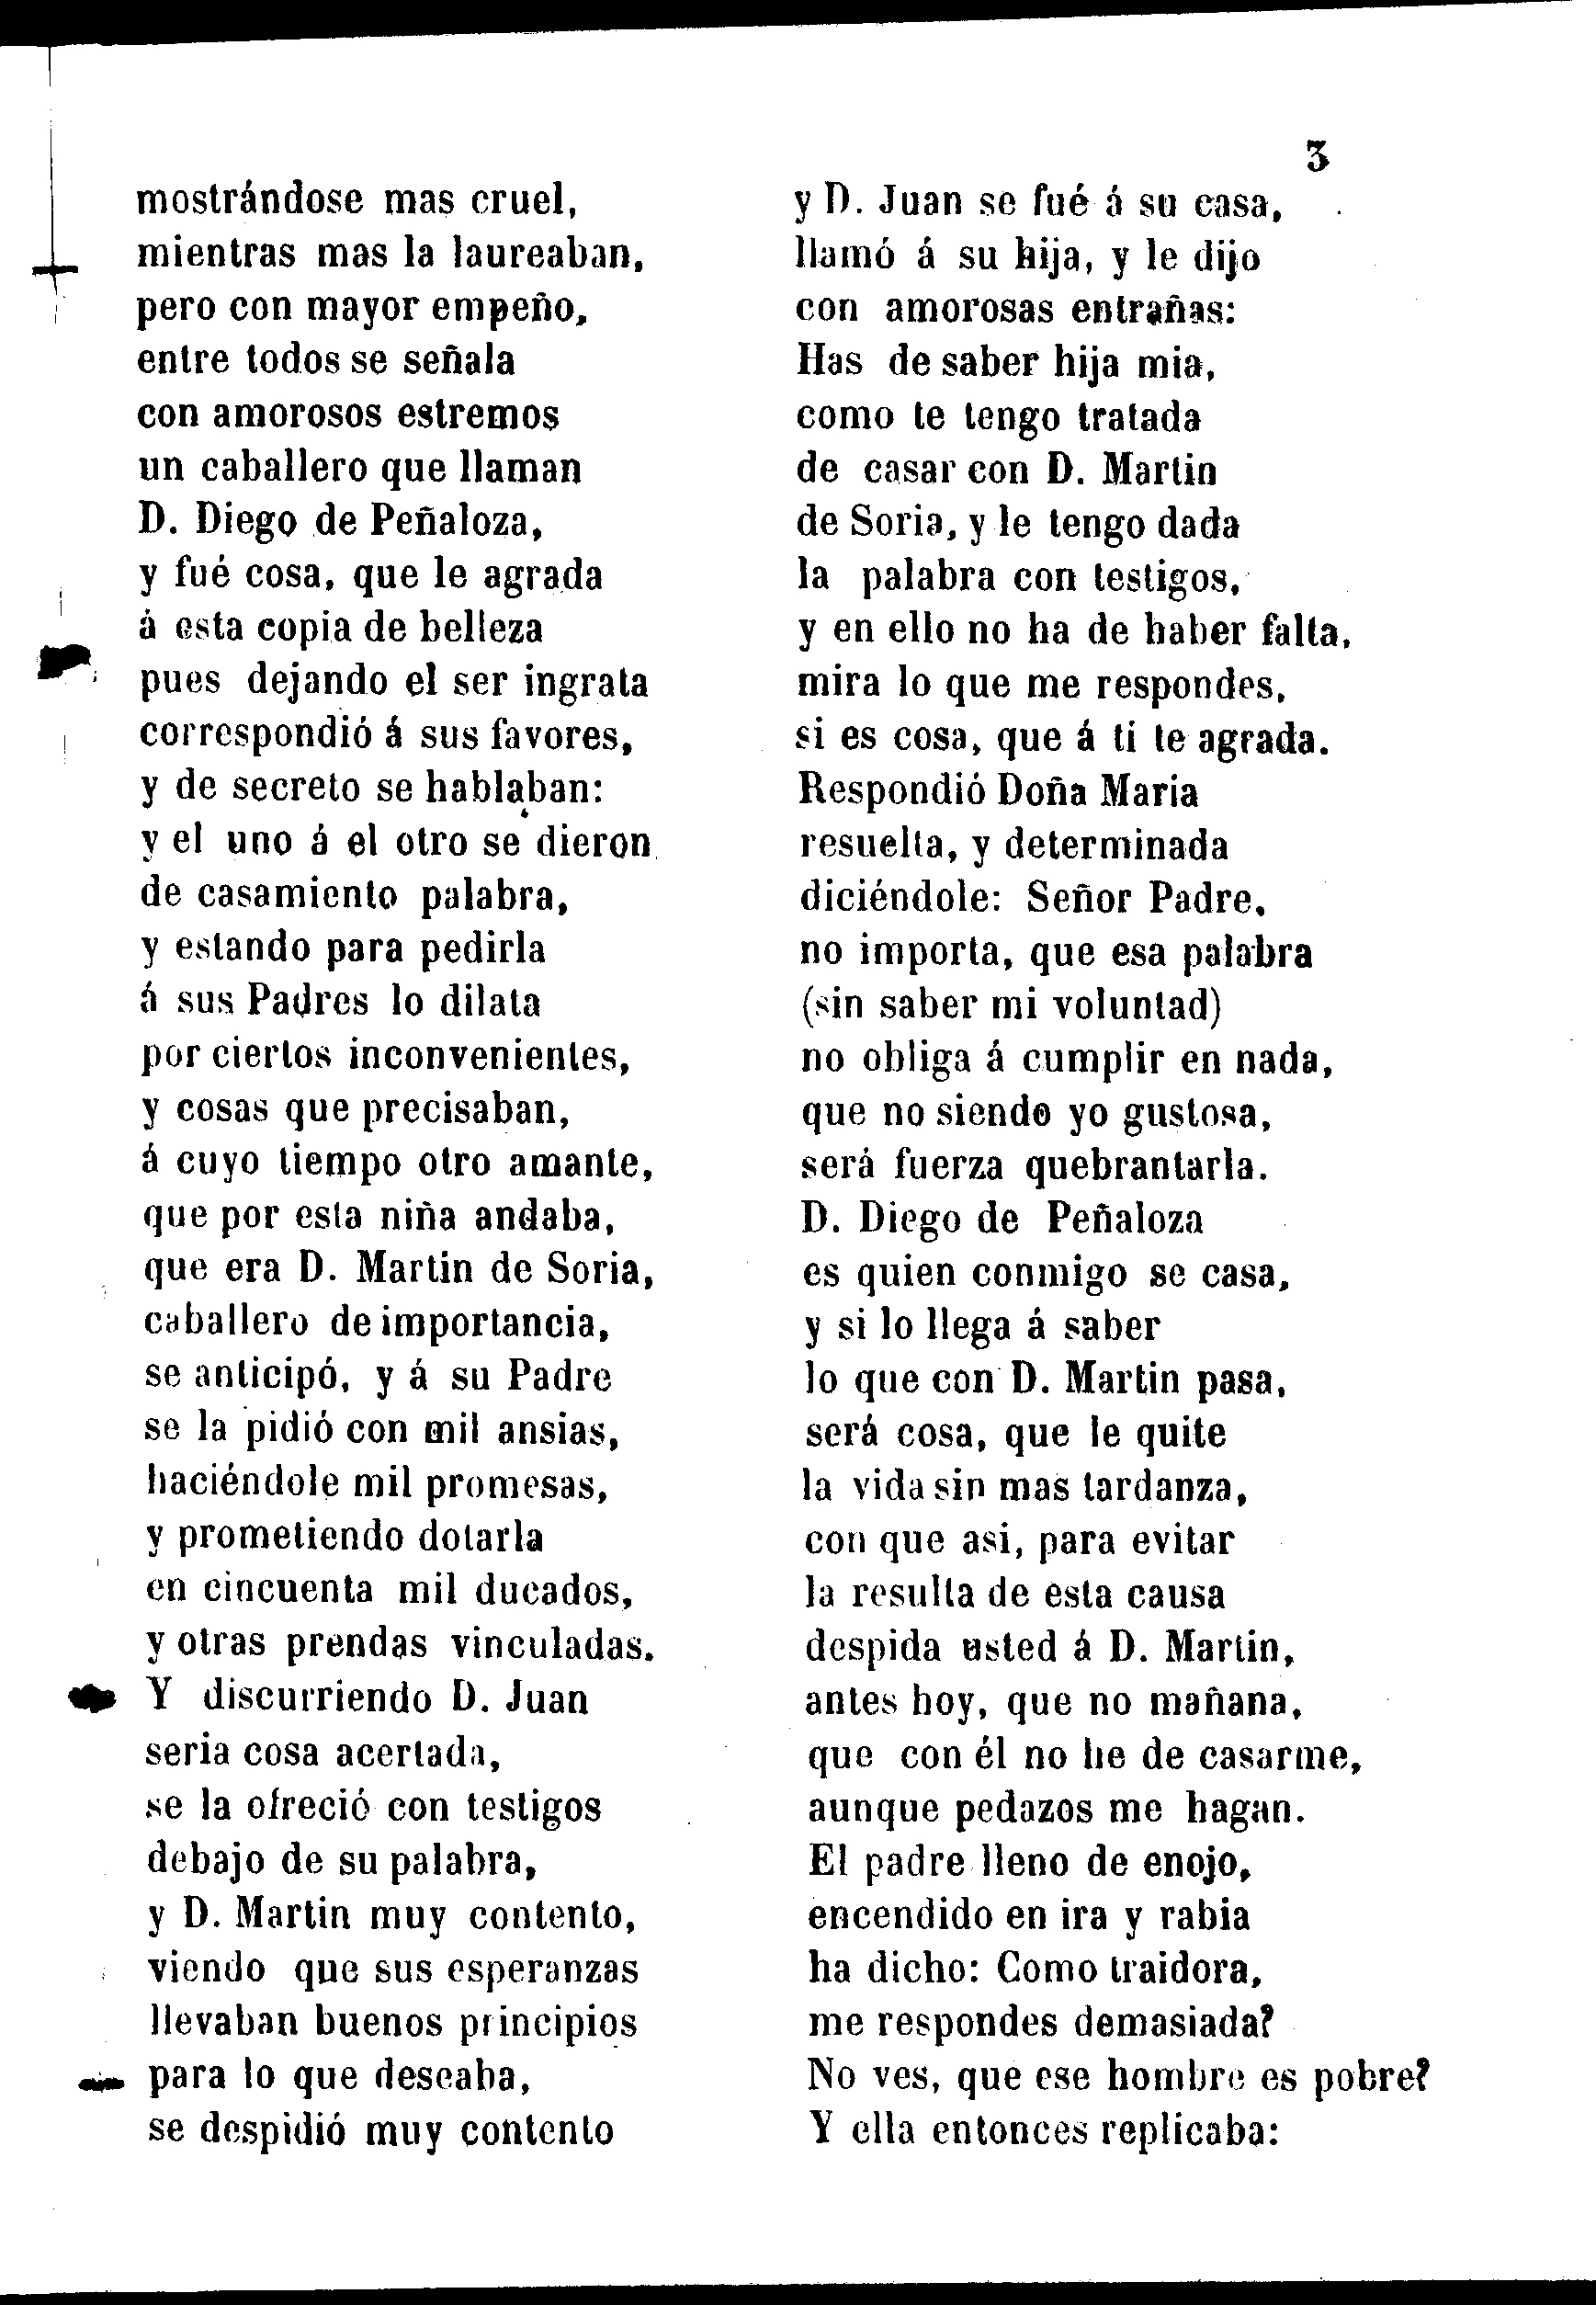 3
mostrándose mas cruel,
mientras mas la laureaban,
pero con mayor empeño,
entre todos se señala
con amorosos estremos
un caballero que llaman
D. Diego de Peñaloza,
y fué cosa, que le agrada
á esta copia de belleza
pues dejando el ser ingrata
correspondió á sus favores,
y de secreto se hablaban:
y el uno á el otro se dieron
de casamiento palabra,
y estando para pedirla
á sus Padres lo dilata
por ciertos inconvenientes,
y cosas que precisaban,
á cuyo tiempo otro amante,
que por esta niña andaba,
que era D. Martin de Soria,
caballero de importancia,
se anticipó, y á su Padre
se la pidió con mil ansias,
haciéndole mil promesas,
y prometiendo dotarla
en cincuenta mil ducados,
y otras prendas vinculadas.
Y discurriendo D. Juan
seria cosa acertada,
se la ofreció con testigos
debajo de su palabra,
y D. Martin muy contento,
viendo que sus esperanzas
llevaban buenos principios
para lo que deseaba,
se despidió muy contento
y D. Juan se fué á su casa,
llamó á su hija, y le dijo
con amorosas entrañas:
Has de saber hija mia,
como te tengo tratada
de casar con D. Martin
de Soria, y le tengo dada
la palabra con testigos,
y en ello no ha de haber falta,
mira lo que me respondes,
si es cosa, que á ti te agrada.
Respondió Doña Maria
resuelta, y determinada
diciéndole: Señor Padre,
no importa, que esa palabra
(sin saber mi voluntad)
no obliga á cumplir en nada,
que no siendo yo gustosa,
será fuerza quebrantarla.
D. Diego de Peñaloza
es quien conmigo se casa,
y si lo llega á saber
lo que con D. Martin pasa,
será cosa, que le quite
la vida sin mas tardanza,
con que asi, para evitar
la resulta de esta causa
despida usted á D. Martin,
antes hoy, que no mañana,
que con él no he de casarme,
aunque pedazos me hagan.
El padre lleno de enojo,
encendido en ira y rabia
ha dicho: Como traidora,
me respondes demasiada?
No ves, que ese hombre es pobre?
Y ella entonces replicaba: